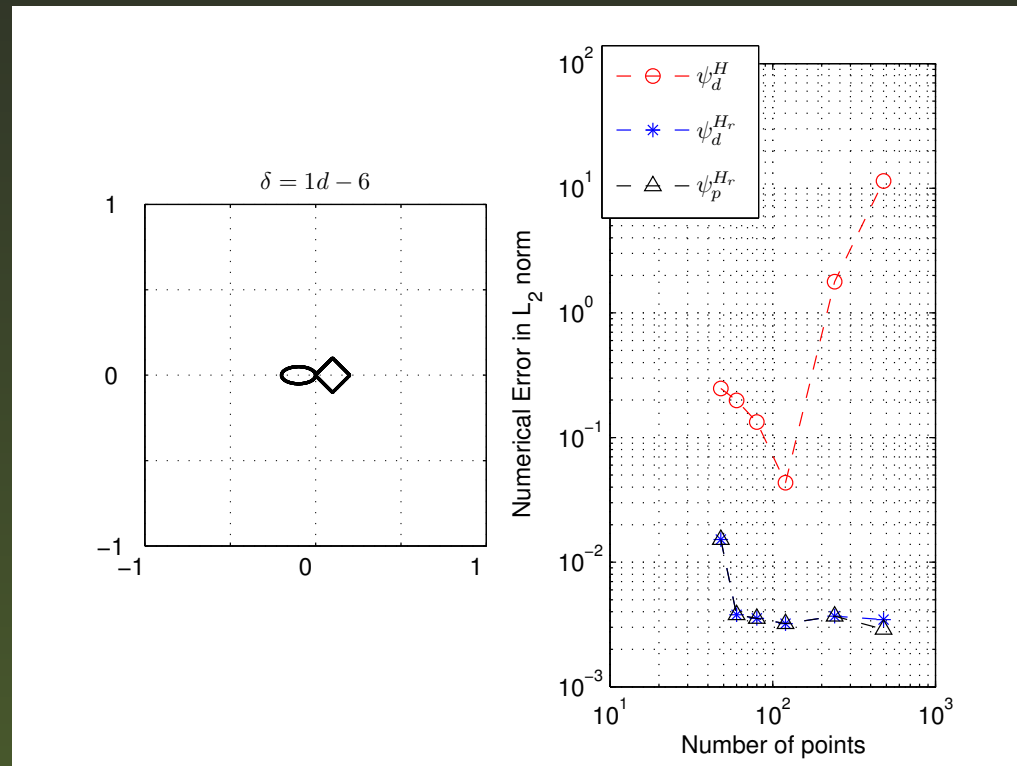 δ = 1d − 6
1
0
−1
−1
0
1
ψ_d^H
ψ_d^{H_r}
ψ_p^{H_r}
10^2
10^1
10^0
10^−1
10^−2
10^−3
10^1
10^2
10^3
Numerical Error in L_2 norm
Number of points